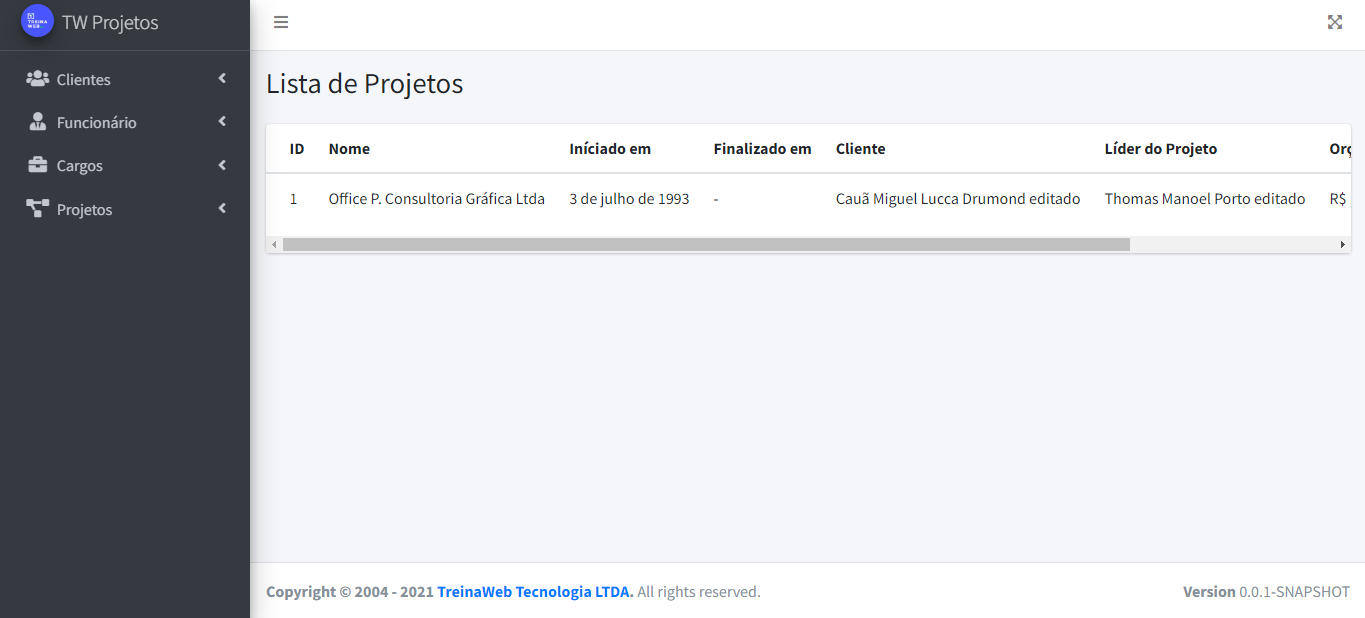 TREINA
WEB
TW Projetos
Clientes
Funcionário
Cargos
Projetos
Lista de Projetos
ID Nome Iníciado em Finalizado em Cliente Líder do Projeto
1 Office P. Consultoria Gráfica Ltda 3 de julho de 1993 - Cauã Miguel Lucca Drumond editado Thomas Manoel Porto editado R$
Copyright © 2004 - 2021 TreinaWeb Tecnologia LTDA. All rights reserved.
Version 0.0.1-SNAPSHOT